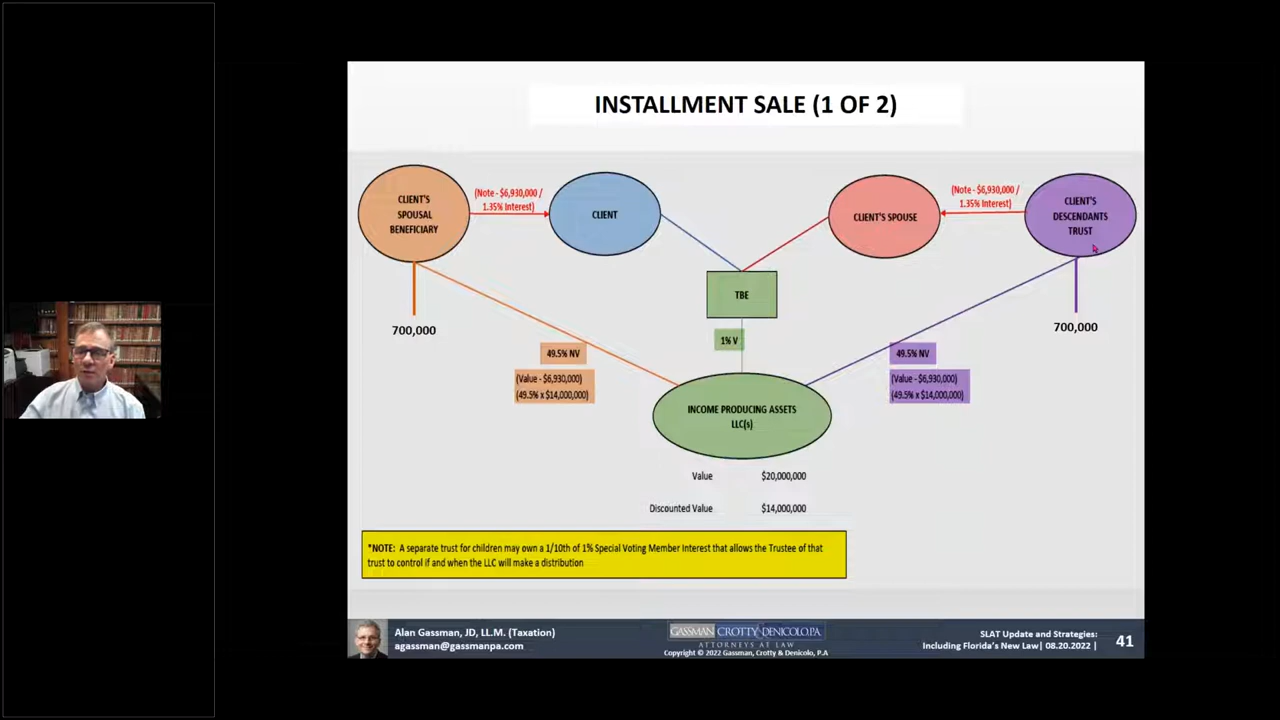 INSTALLMENT SALE (1 OF 2)
CLIENT'S
SPOUSAL
BENEFICIARY
(Note - $6,930,000 /
1.35% Interest)
CLIENT
CLIENT'S SPOUSE
(Note - $6,930,000 /
1.35% Interest)
CLIENT'S
DESCENDANTS
TRUST
TBE
700,000
700,000
1% V
49.5% NV
(Value - $6,930,000)
(49.5% x $14,000,000)
49.5% NV
(Value - $6,930,000)
(49.5% x $14,000,000)
INCOME PRODUCING ASSETS
LLC(s)
Value $20,000,000
Discounted Value $14,000,000
*NOTE: A separate trust for children may own a 1/10th of 1% Special Voting Member Interest that allows the Trustee of that
trust to control if and when the LLC will make a distribution
Alan Gassman, JD, LL.M. (Taxation)
agassman@gassmanpa.com
GASSMAN CROTTY DENICOLO, P.A.
ATTORNEYS AT LAW
Copyright © 2022 Gassman, Crotty & Denicolo, P.A
SLAT Update and Strategies:
Including Florida's New Law| 08.20.2022 |
41